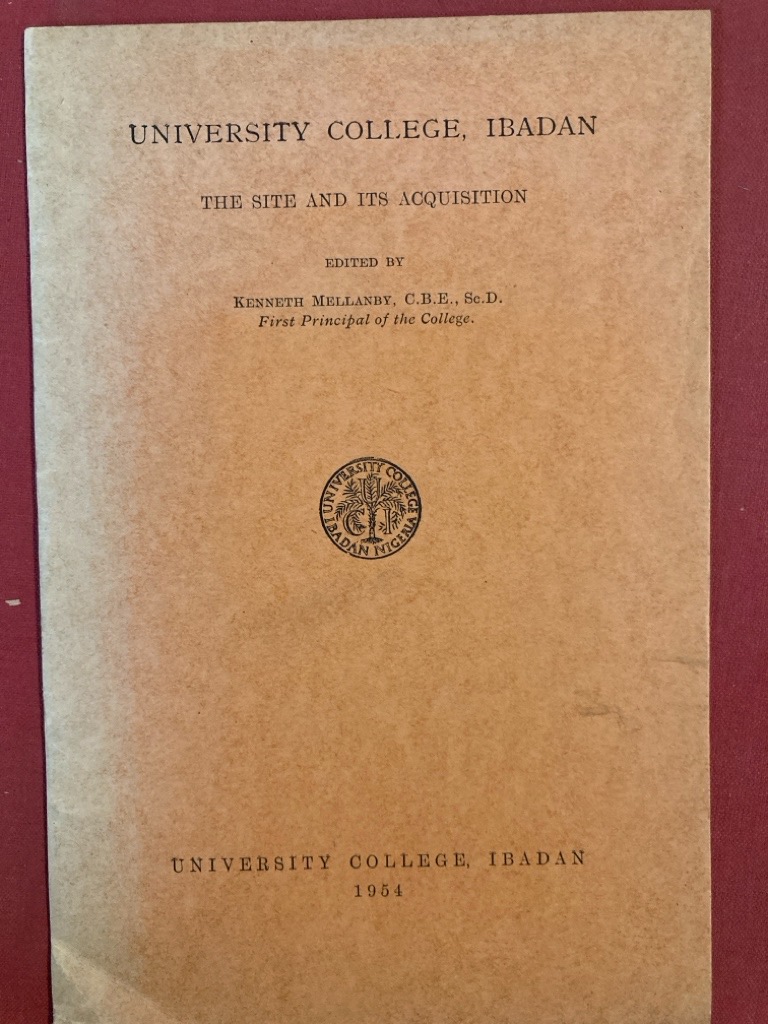 UNIVERSITY COLLEGE, IBADAN
THE SITE AND ITS ACQUISITION
EDITED BY
KENNETH MELLANBY, C.B.E., Sc.D.
First Principal of the College.
UNIVERSITY COLLEGE
IBADAN NIGERIA
U
C I
UNIVERSITY COLLEGE, IBADAN
1954